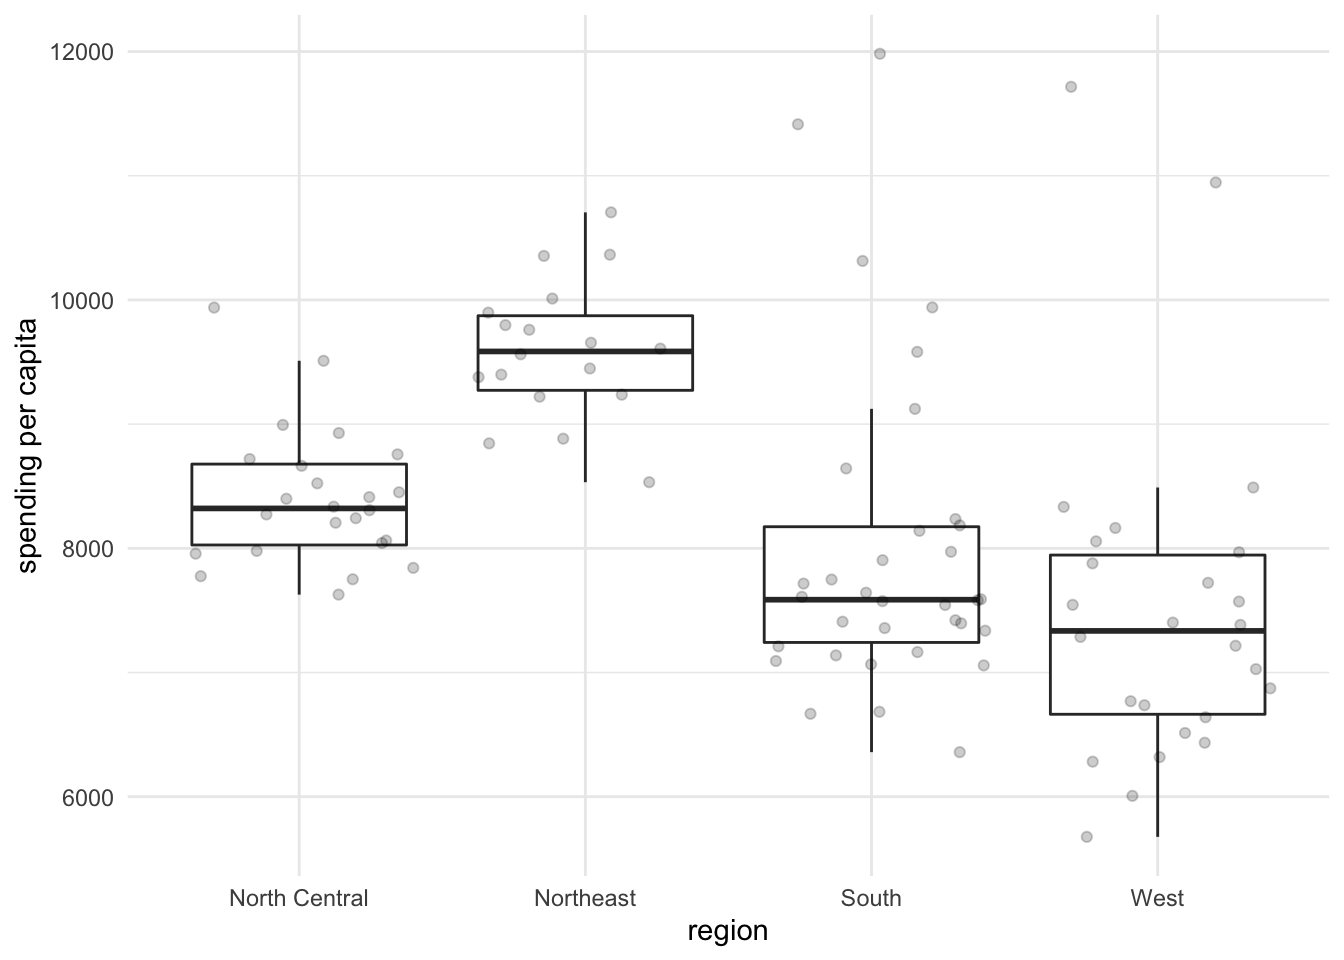 12000
10000
8000
6000
spending per capita
North Central
Northeast
South
West
region